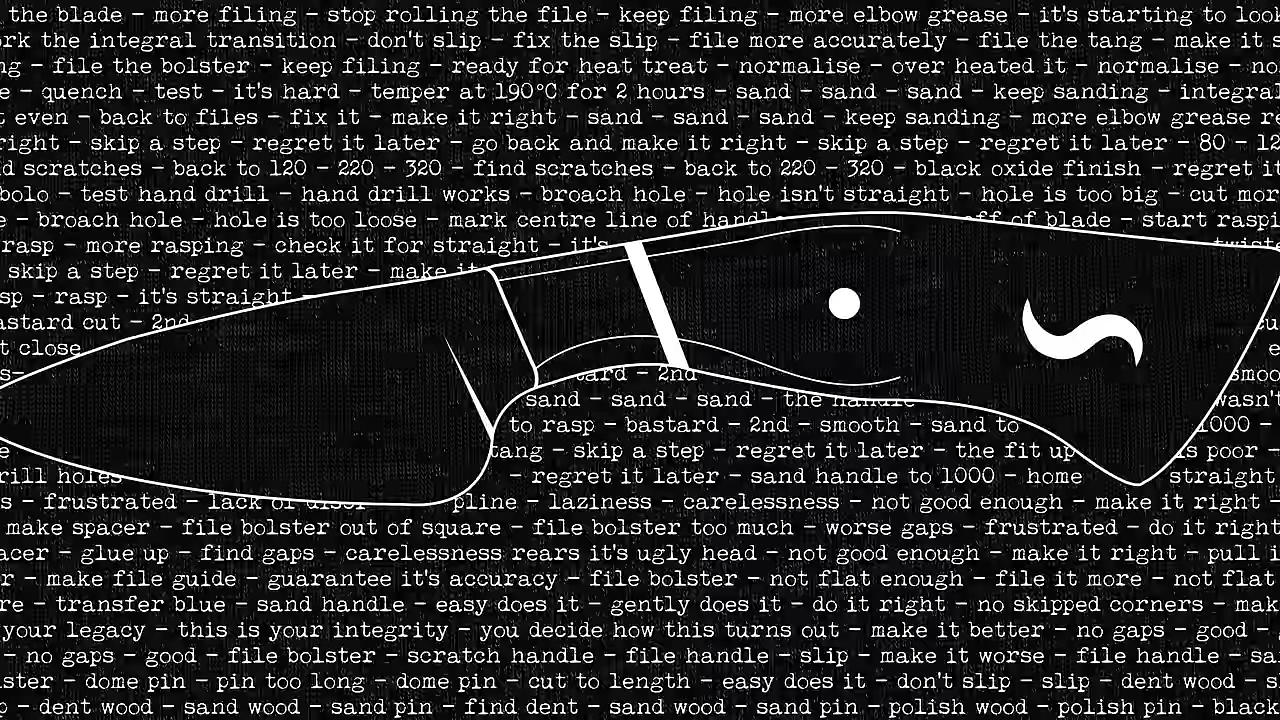 the blade – more filing – stop rolling the file – keep filing – more elbow grease – it's starting to loo
rk the integral transition – don't slip – fix the slip – file more accurately – file the tang – make it s
ng – file the bolster – keep filing – ready for heat treat – normalise – over heated it – normalise – no
e – quench – test – it's hard – temper at 190°C for 2 hours – sand – sand – sand – keep sanding – integral
t even – back to files – fix it – make it right – sand – sand – sand – keep sanding – more elbow grease re
right – skip a step – regret it later – go back and make it right – skip a step – regret it later – 80 – 12
d scratches – back to 120 – 220 – 320 – find scratches – back to 220 – 320 – black oxide finish – regret it
bolo – test hand drill – hand drill works – broach hole – hole isn't straight – hole is too big – cut mor
e – broach hole – hole is too loose – mark centre line of handle off of blade – start raspi
rasp – more rasping – check it for straight – it's twiste
skip a step – regret it later – make it
sp – rasp – it's straight
astard cut – 2nd cu
t close e
s– smoo
tard – 2nd
sand – sand – sand – the handle wasn't
to rasp – bastard – 2nd – smooth – sand to 1000 –
e tang – skip a step – regret it later – the fit up is poor –
rill holes – regret it later – sand handle to 1000 – home straight
s – frustrated – lack of discipline – laziness – carelessness – not good enough – make it right –
make spacer – file bolster out of square – file bolster too much – worse gaps – frustrated – do it right
acer – glue up – find gaps – carelessness rears it's ugly head – not good enough – make it right – pull i
r – make file guide – guarantee it's accuracy – file bolster – not flat enough – file it more – not flat
re – transfer blue – sand handle – easy does it – gently does it – do it right – no skipped corners – mak
your legacy – this is your integrity – you decide how this turns out – make it better – no gaps – good –
– no gaps – good – file bolster – scratch handle – file handle – slip – make it worse – file handle – sa
ster – dome pin – pin too long – dome pin – cut to length – easy does it – don't slip – slip – dent wood – s
p – dent wood – sand wood – sand pin – find dent – sand wood – sand pin – polish wood – polish pin – black